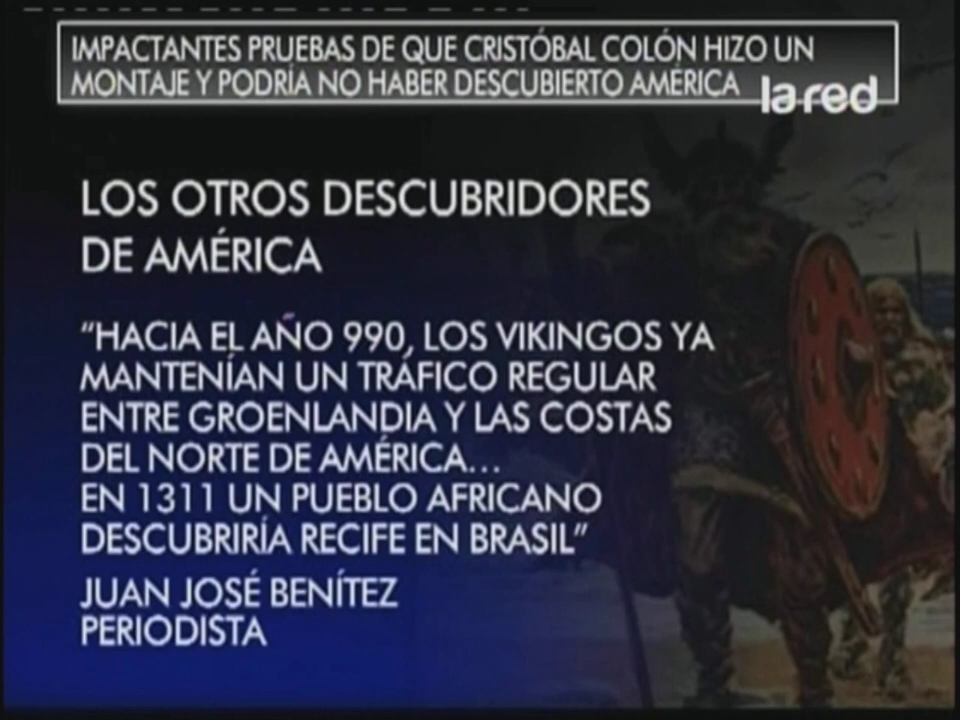 IMPACTANTES PRUEBAS DE QUE CRISTÓBAL COLÓN HIZO UN
MONTAJE Y PODRÍA NO HABER DESCUBIERTO AMÉRICA
la red
LOS OTROS DESCUBRIDORES
DE AMÉRICA
“HACIA EL AÑO 990, LOS VIKINGOS YA
MANTENÍAN UN TRÁFICO REGULAR
ENTRE GROENLANDIA Y LAS COSTAS
DEL NORTE DE AMÉRICA...
EN 1311 UN PUEBLO AFRICANO
DESCUBRIRÍA RECIFE EN BRASIL”
JUAN JOSÉ BENÍTEZ
PERIODISTA